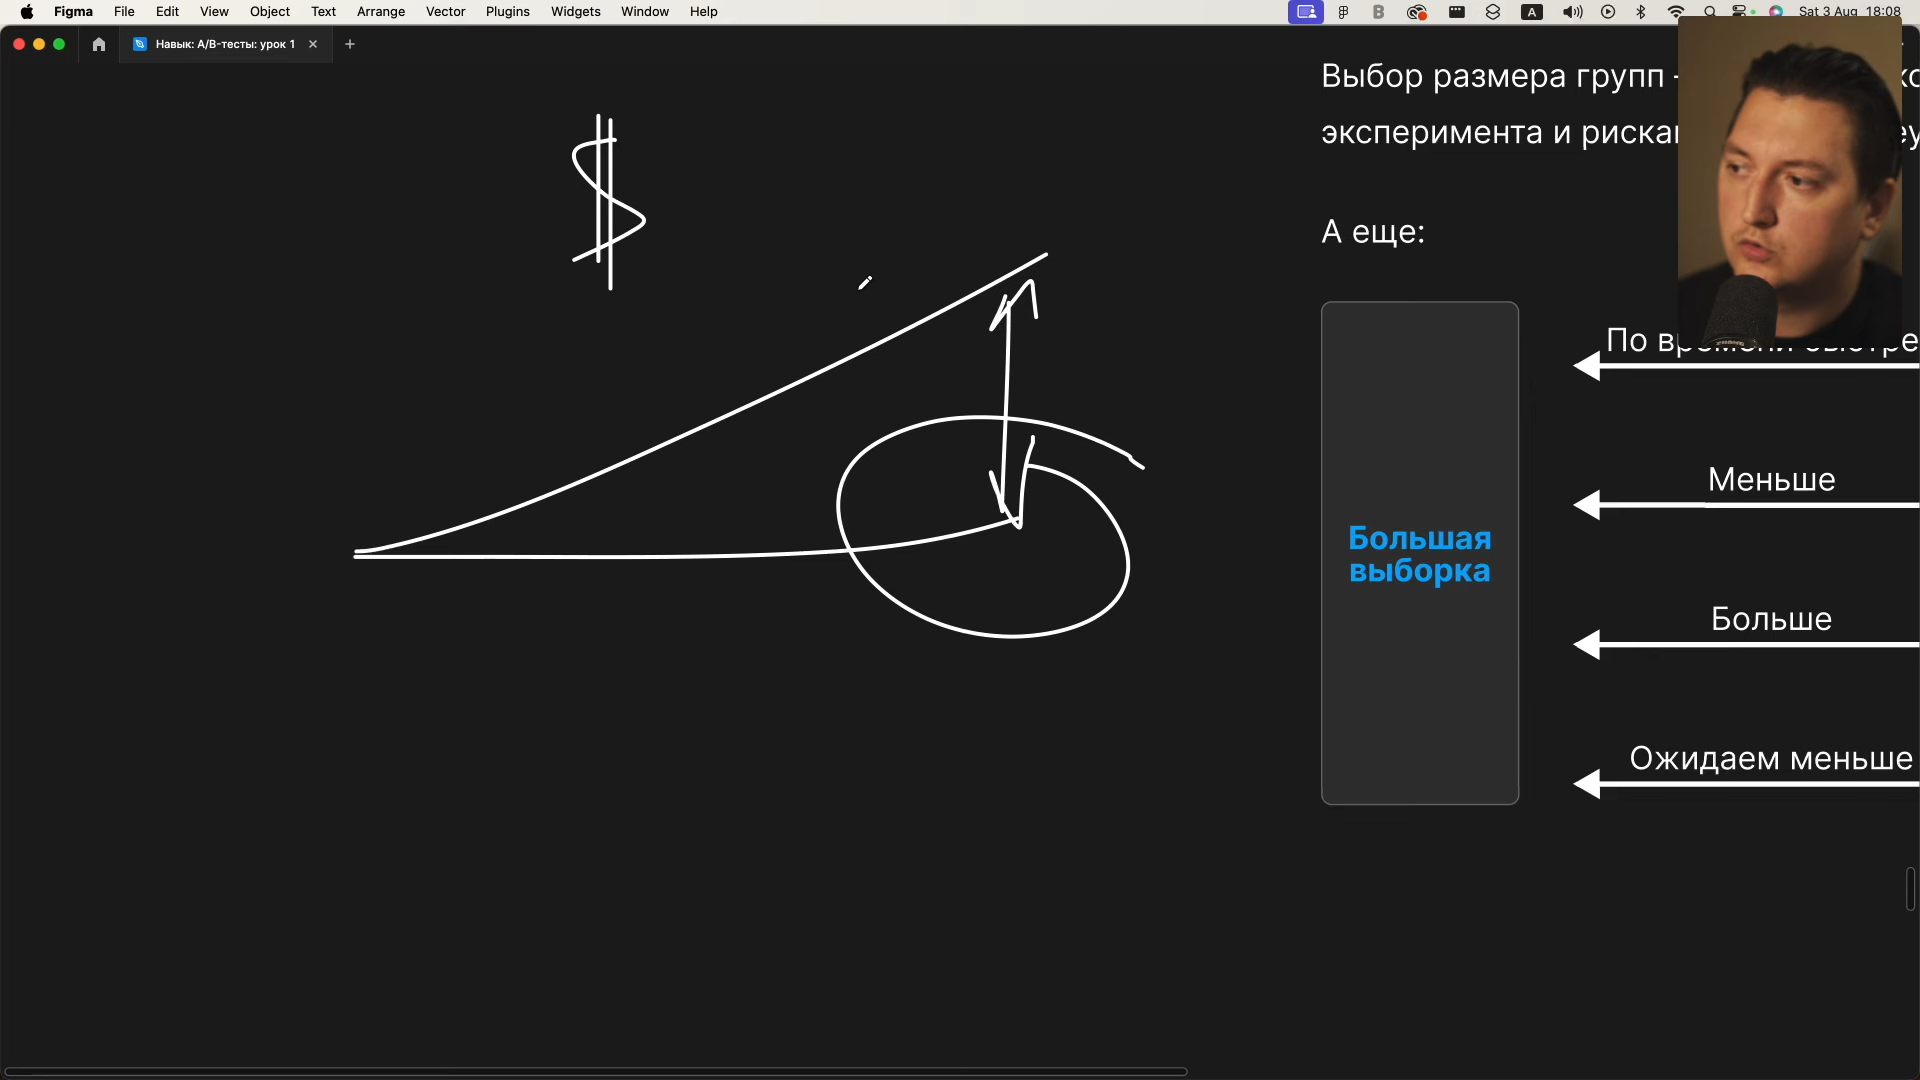 Figma File Edit View Object Text Arrange Vector Plugins Widgets Window Help A Sat 3 Aug 18:08
Навык: A/B-тесты: урок 1
Выбор размера групп -
эксперимента и
А еще:
$
По
Большая
выборка
Меньше
Больше
Ожидаем меньше